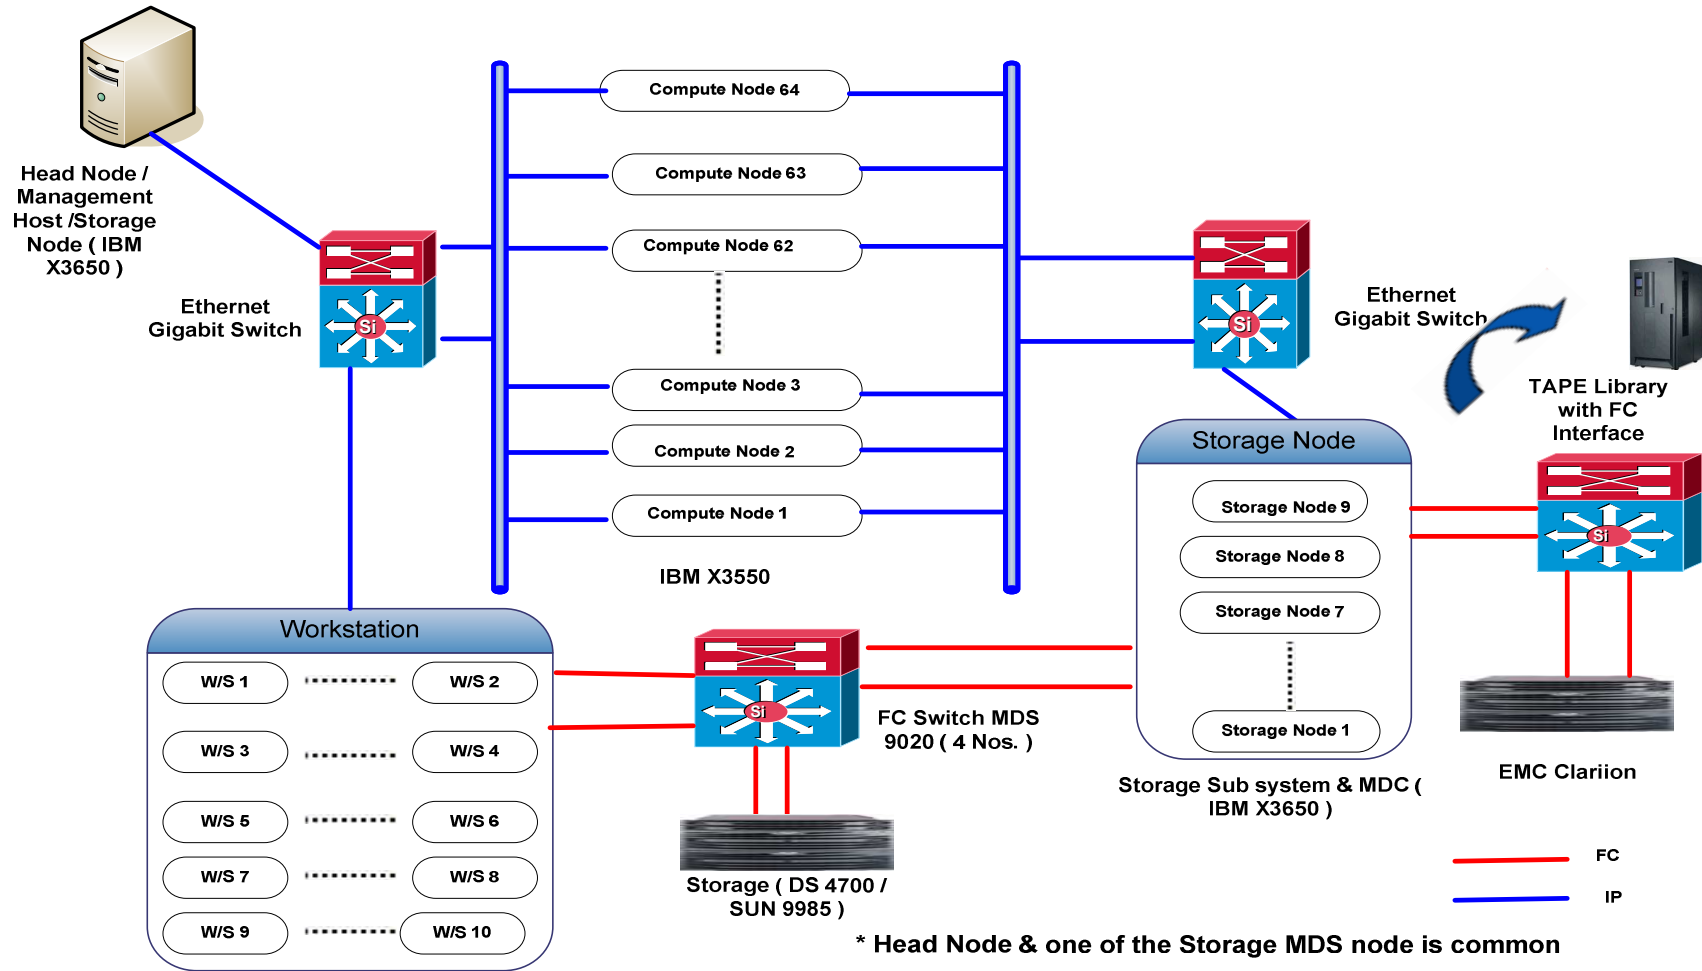 Compute Node 64
Compute Node 63
Compute Node 62
Compute Node 3
Compute Node 2
Compute Node 1
IBM X3550
Head Node /
Management
Host /Storage
Node ( IBM
X3650 )
Ethernet
Gigabit Switch
Si
Ethernet
Gigabit Switch
Si
TAPE Library
with FC
Interface
Storage Node
Storage Node 9
Storage Node 8
Storage Node 7
Storage Node 1
Storage Sub system & MDC (
IBM X3650 )
Si
EMC Clariion
Workstation
W/S 1
W/S 2
W/S 3
W/S 4
W/S 5
W/S 6
W/S 7
W/S 8
W/S 9
W/S 10
Si
FC Switch MDS
9020 ( 4 Nos. )
Storage ( DS 4700 /
SUN 9985 )
FC
IP
* Head Node & one of the Storage MDS node is common